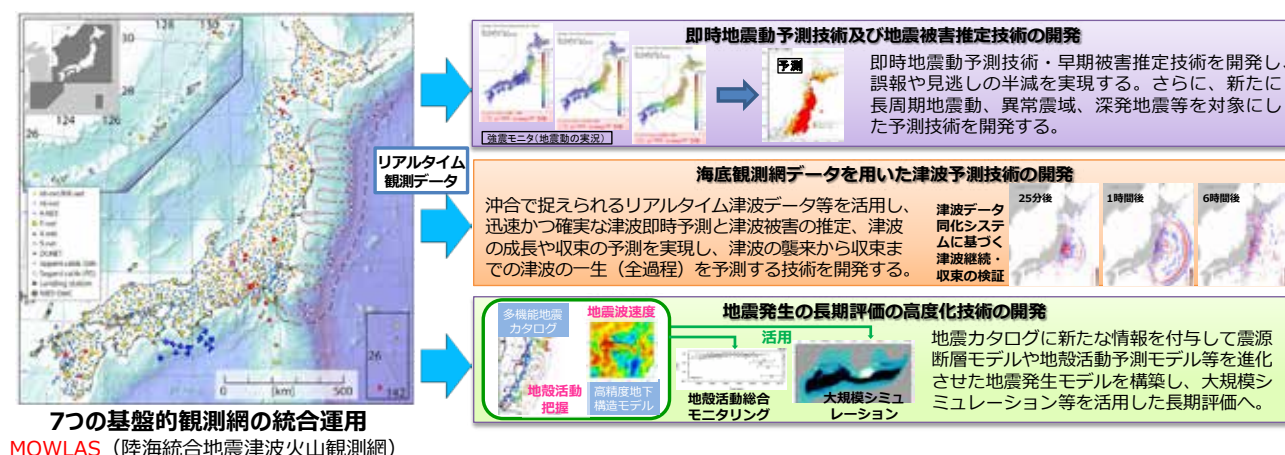 128
130
30
28
26
124
126
0
[km]
500
26
142
7つの基盤的観測網の統合運用
MOWLAS（陸海統合地震津波火山観測網）
リアルタイム
観測データ
即時地震動予測技術及び地震被害推定技術の開発
強震モニタ(地震動の実況)
予測
即時地震動予測技術・早期被害推定技術を開発し、
誤報や見逃しの半減を実現する。さらに、新たに
長周期地震動、異常震域、深発地震等を対象にし
た予測技術を開発する。
海底観測網データを用いた津波予測技術の開発
沖合で捉えられるリアルタイム津波データ等を活用し、
迅速かつ確実な津波即時予測と津波被害の推定、津波
の成長や収束の予測を実現し、津波の襲来から収束ま
での津波の一生（全過程）を予測する技術を開発する。
津波データ
同化システ
ムに基づく
津波継続・
収束の検証
25分後
1時間後
6時間後
地震発生の長期評価の高度化技術の開発
多機能地震
カタログ
地震波速度
地殻活動
把握
高精度地下
構造モデル
活用
地殻活動総合
モニタリング
大規模シミュ
レーション
地震カタログに新たな情報を付与して震源
断層モデルや地殻活動予測モデル等を進化
させた地震発生モデルを構築し、大規模シ
ミュレーション等を活用した長期評価へ。